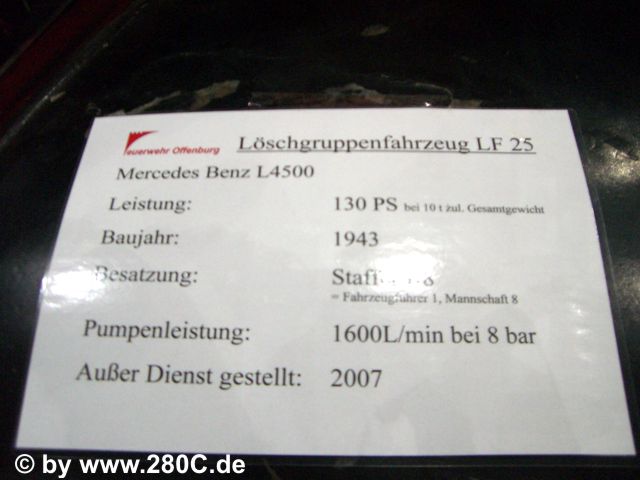 Feuerwehr Offenburg Löschgruppenfahrzeug LF 25
Mercedes Benz L4500
Leistung: 130 PS bei 10 t zul. Gesamtgewicht
Baujahr: 1943
Besatzung:
= Fahrzeugführer 1, Mannschaft 8
Pumpenleistung: 1600L/min bei 8 bar
Außer Dienst gestellt: 2007
© by www.280C.de